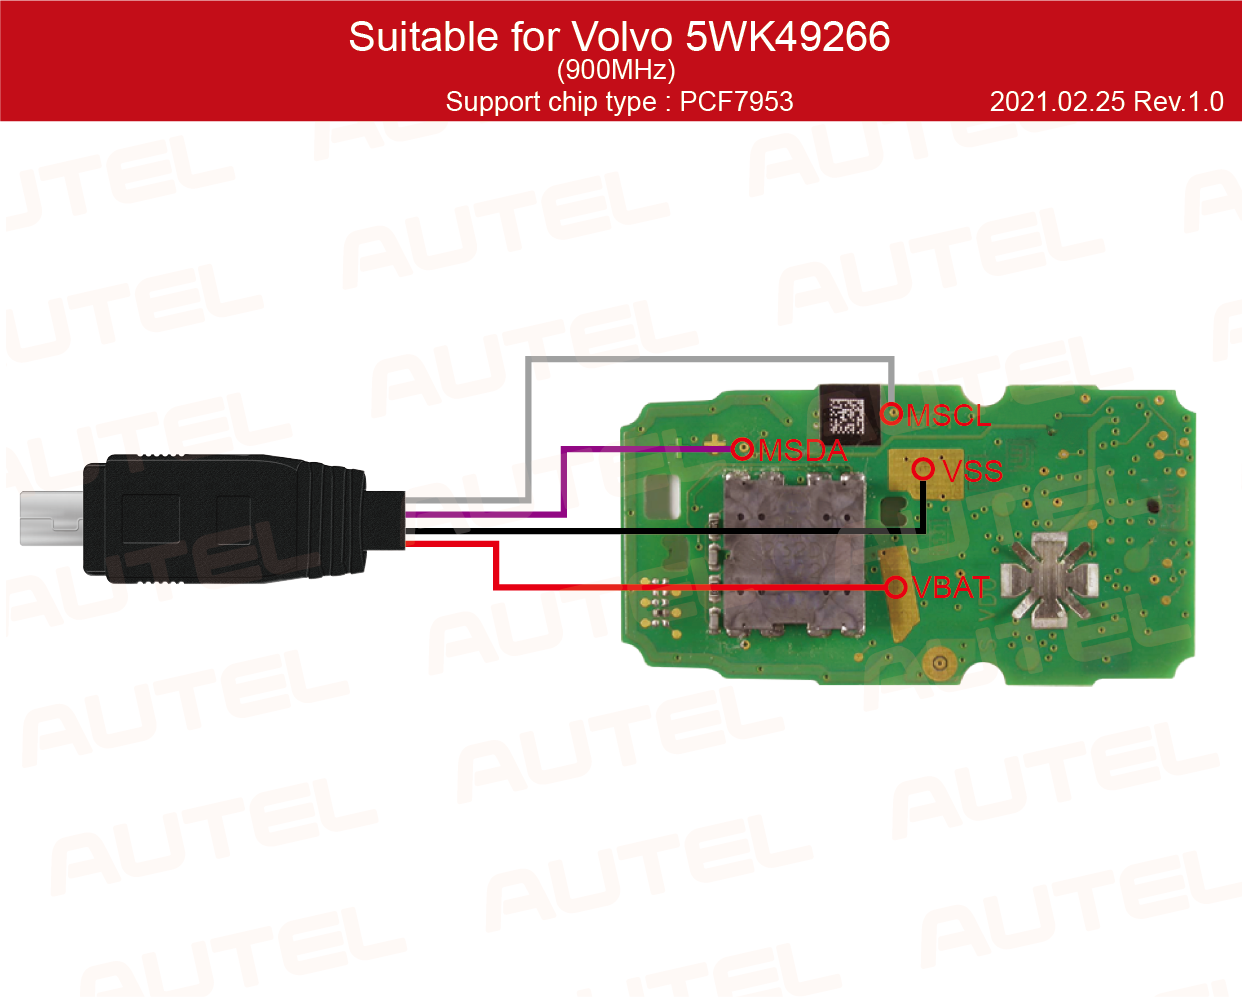 Suitable for Volvo 5WK49266
(900MHz)
Support chip type : PCF7953
2021.02.25 Rev.1.0
MSCL
MSDA
VSS
VBAT
AUTEL